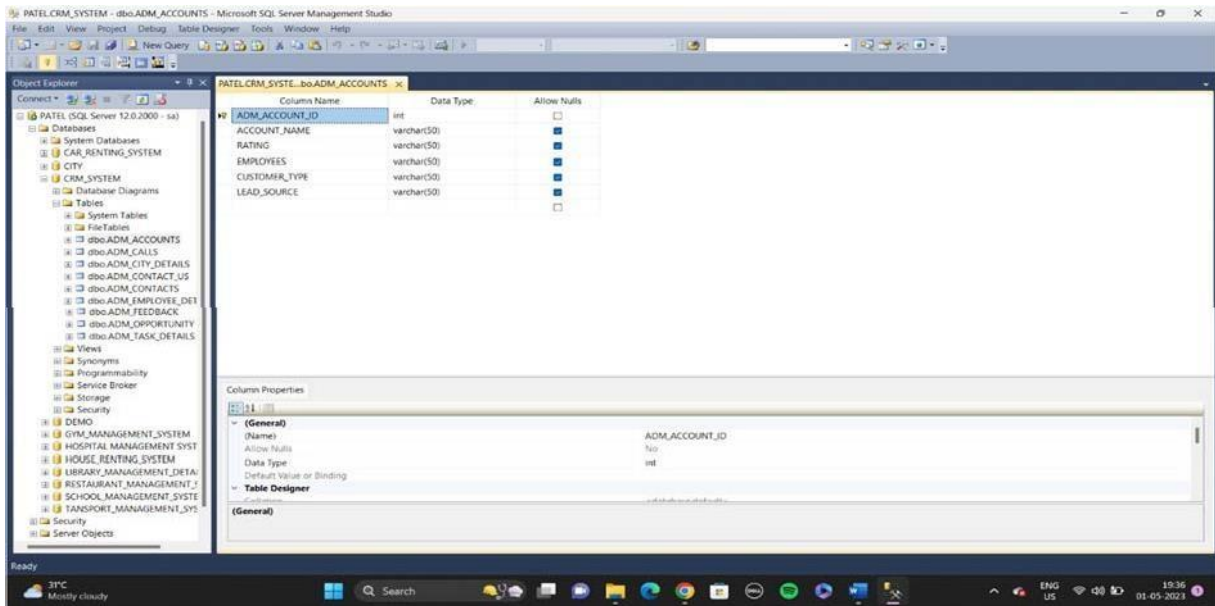 PATEL.CRM_SYSTEM - dbo.ADM_ACCOUNTS - Microsoft SQL Server Management Studio
File Edit View Project Debug Table Designer Tools Window Help
New Query
Object Explorer
Connect
PATEL (SQL Server 12.0.2000 - sa)
Databases
System Databases
CAR_RENTING_SYSTEM
CITY
CRM_SYSTEM
Database Diagrams
Tables
System Tables
FileTables
dbo.ADM_ACCOUNTS
dbo.ADM_CALLS
dbo.ADM_CITY_DETAILS
dbo.ADM_CONTACT_US
dbo.ADM_CONTACTS
dbo.ADM_EMPLOYEE_DET
dbo.ADM_FEEDBACK
dbo.ADM_OPPORTUNITY
dbo.ADM_TASK_DETAILS
Views
Synonyms
Programmability
Service Broker
Storage
Security
DEMO
GYM_MANAGEMENT_SYSTEM
HOSPITAL MANAGEMENT SYST
HOUSE_RENTING_SYSTEM
LIBRARY_MANAGEMENT_DETAI
RESTAURANT_MANAGEMENT_S
SCHOOL_MANAGEMENT_SYSTE
TANSPORT_MANAGEMENT_SYS
Security
Server Objects
PATEL.CRM_SYSTE...bo.ADM_ACCOUNTS
Column Name Data Type Allow Nulls
ADM_ACCOUNT_ID int
ACCOUNT_NAME varchar(50)
RATING varchar(50)
EMPLOYEES varchar(50)
CUSTOMER_TYPE varchar(50)
LEAD_SOURCE varchar(50)
Column Properties
(General)
(Name) ADM_ACCOUNT_ID
Allow Nulls No
Data Type int
Default Value or Binding
Table Designer
(General)
Ready
31°C
Mostly cloudy
Search
ENG
US
19:36
01-05-2023